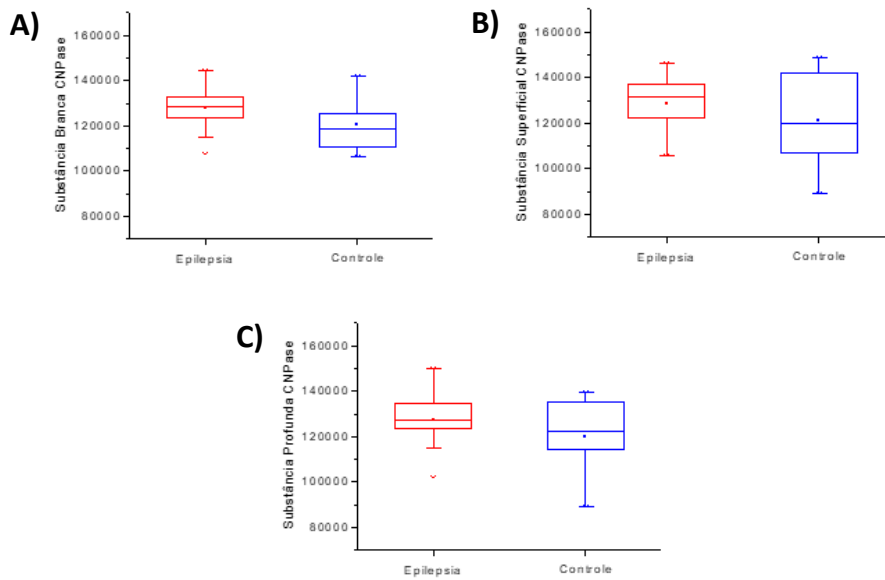 A)
Substância Branca CNPase
160000
140000
120000
100000
80000
Epilepsia
Controle
B)
Substância Superficial CNPase
160000
140000
120000
100000
80000
Epilepsia
Controle
C)
Substância Profunda CNPase
160000
140000
120000
100000
80000
Epilepsia
Controle